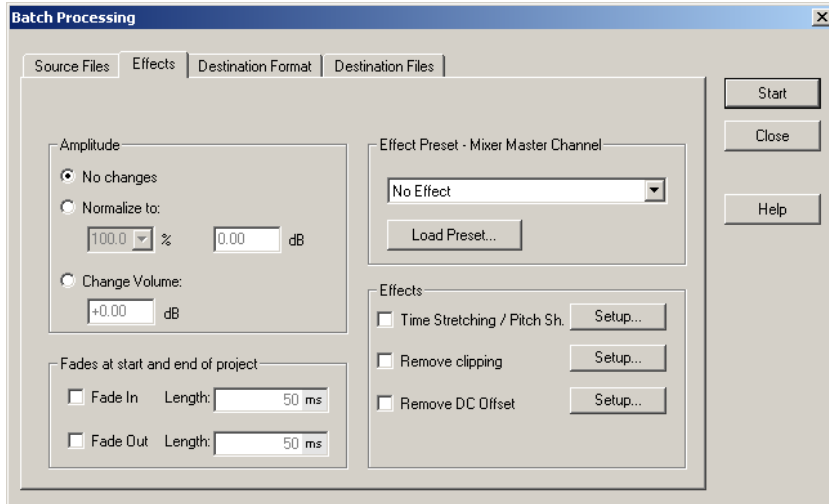 Batch Processing
Source Files
Effects
Destination Format
Destination Files
Start
Close
Help
Amplitude
No changes
Normalize to:
100.0 % 0.00 dB
Change Volume:
+0.00 dB
Fades at start and end of project
Fade In Length: 50 ms
Fade Out Length: 50 ms
Effect Preset - Mixer Master Channel
No Effect
Load Preset...
Effects
Time Stretching / Pitch Sh. Setup...
Remove clipping Setup...
Remove DC Offset Setup...